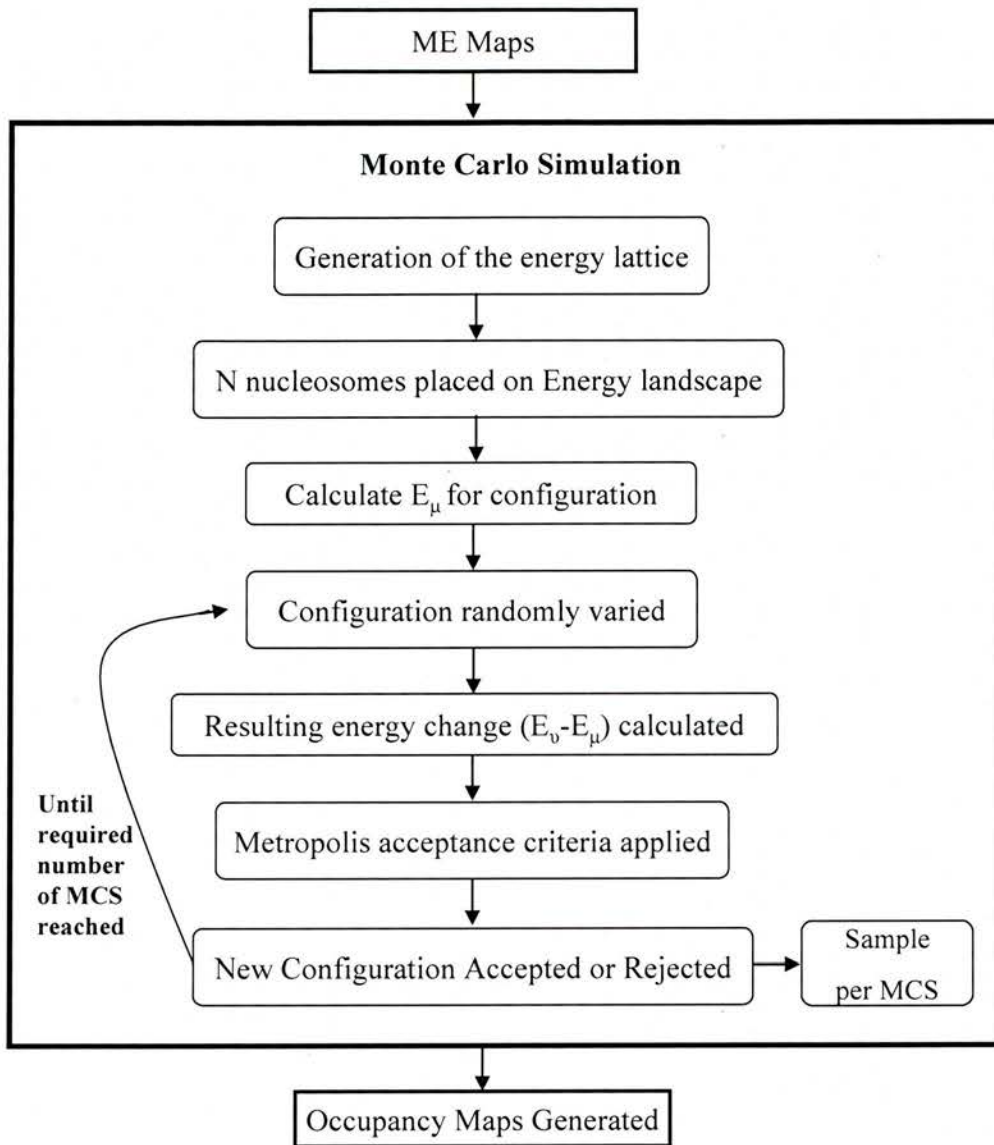 ME Maps
Monte Carlo Simulation
Generation of the energy lattice
N nucleosomes placed on Energy landscape
Calculate Eμ for configuration
Configuration randomly varied
Resulting energy change (Eυ-Eμ) calculated
Metropolis acceptance criteria applied
Until
required
number
of MCS
reached
New Configuration Accepted or Rejected
Sample
per MCS
Occupancy Maps Generated